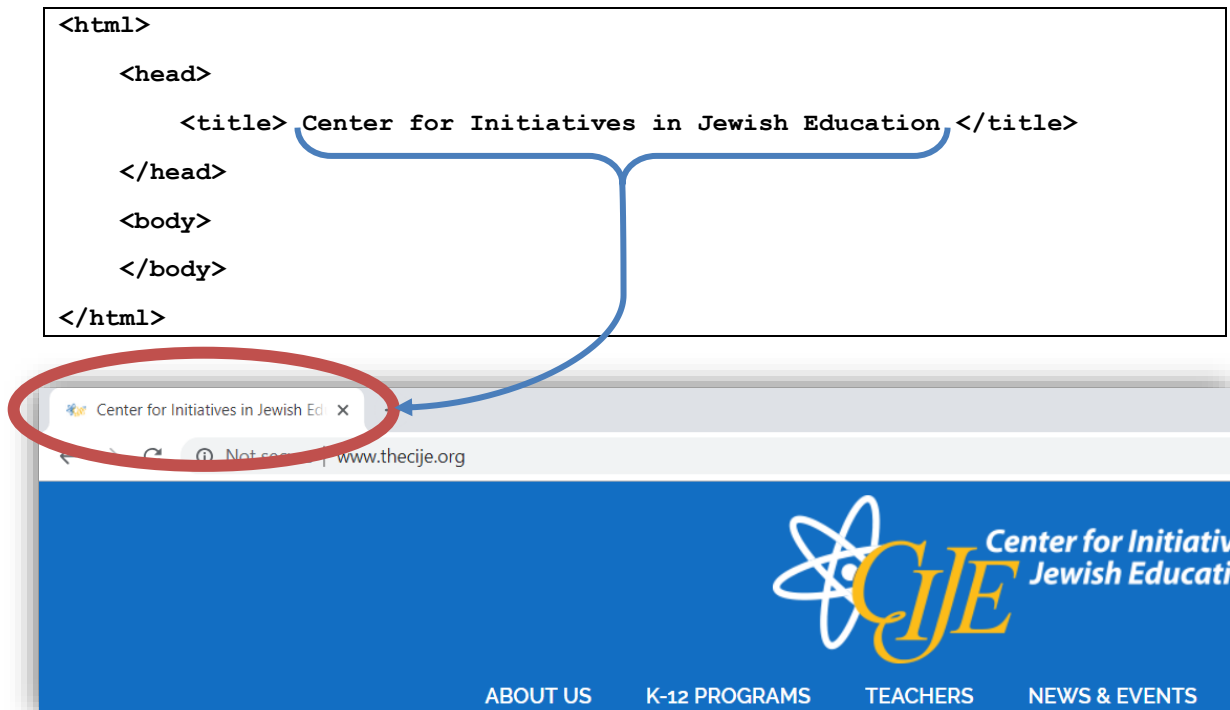 <html>
<head>
<title> Center for Initiatives in Jewish Education </title>
</head>
<body>
</body>
</html>
Center for Initiatives in Jewish Ed
www.thecije.org
CIJE
Center for Initiativ
Jewish Educati
ABOUT US K-12 PROGRAMS TEACHERS NEWS & EVENTS